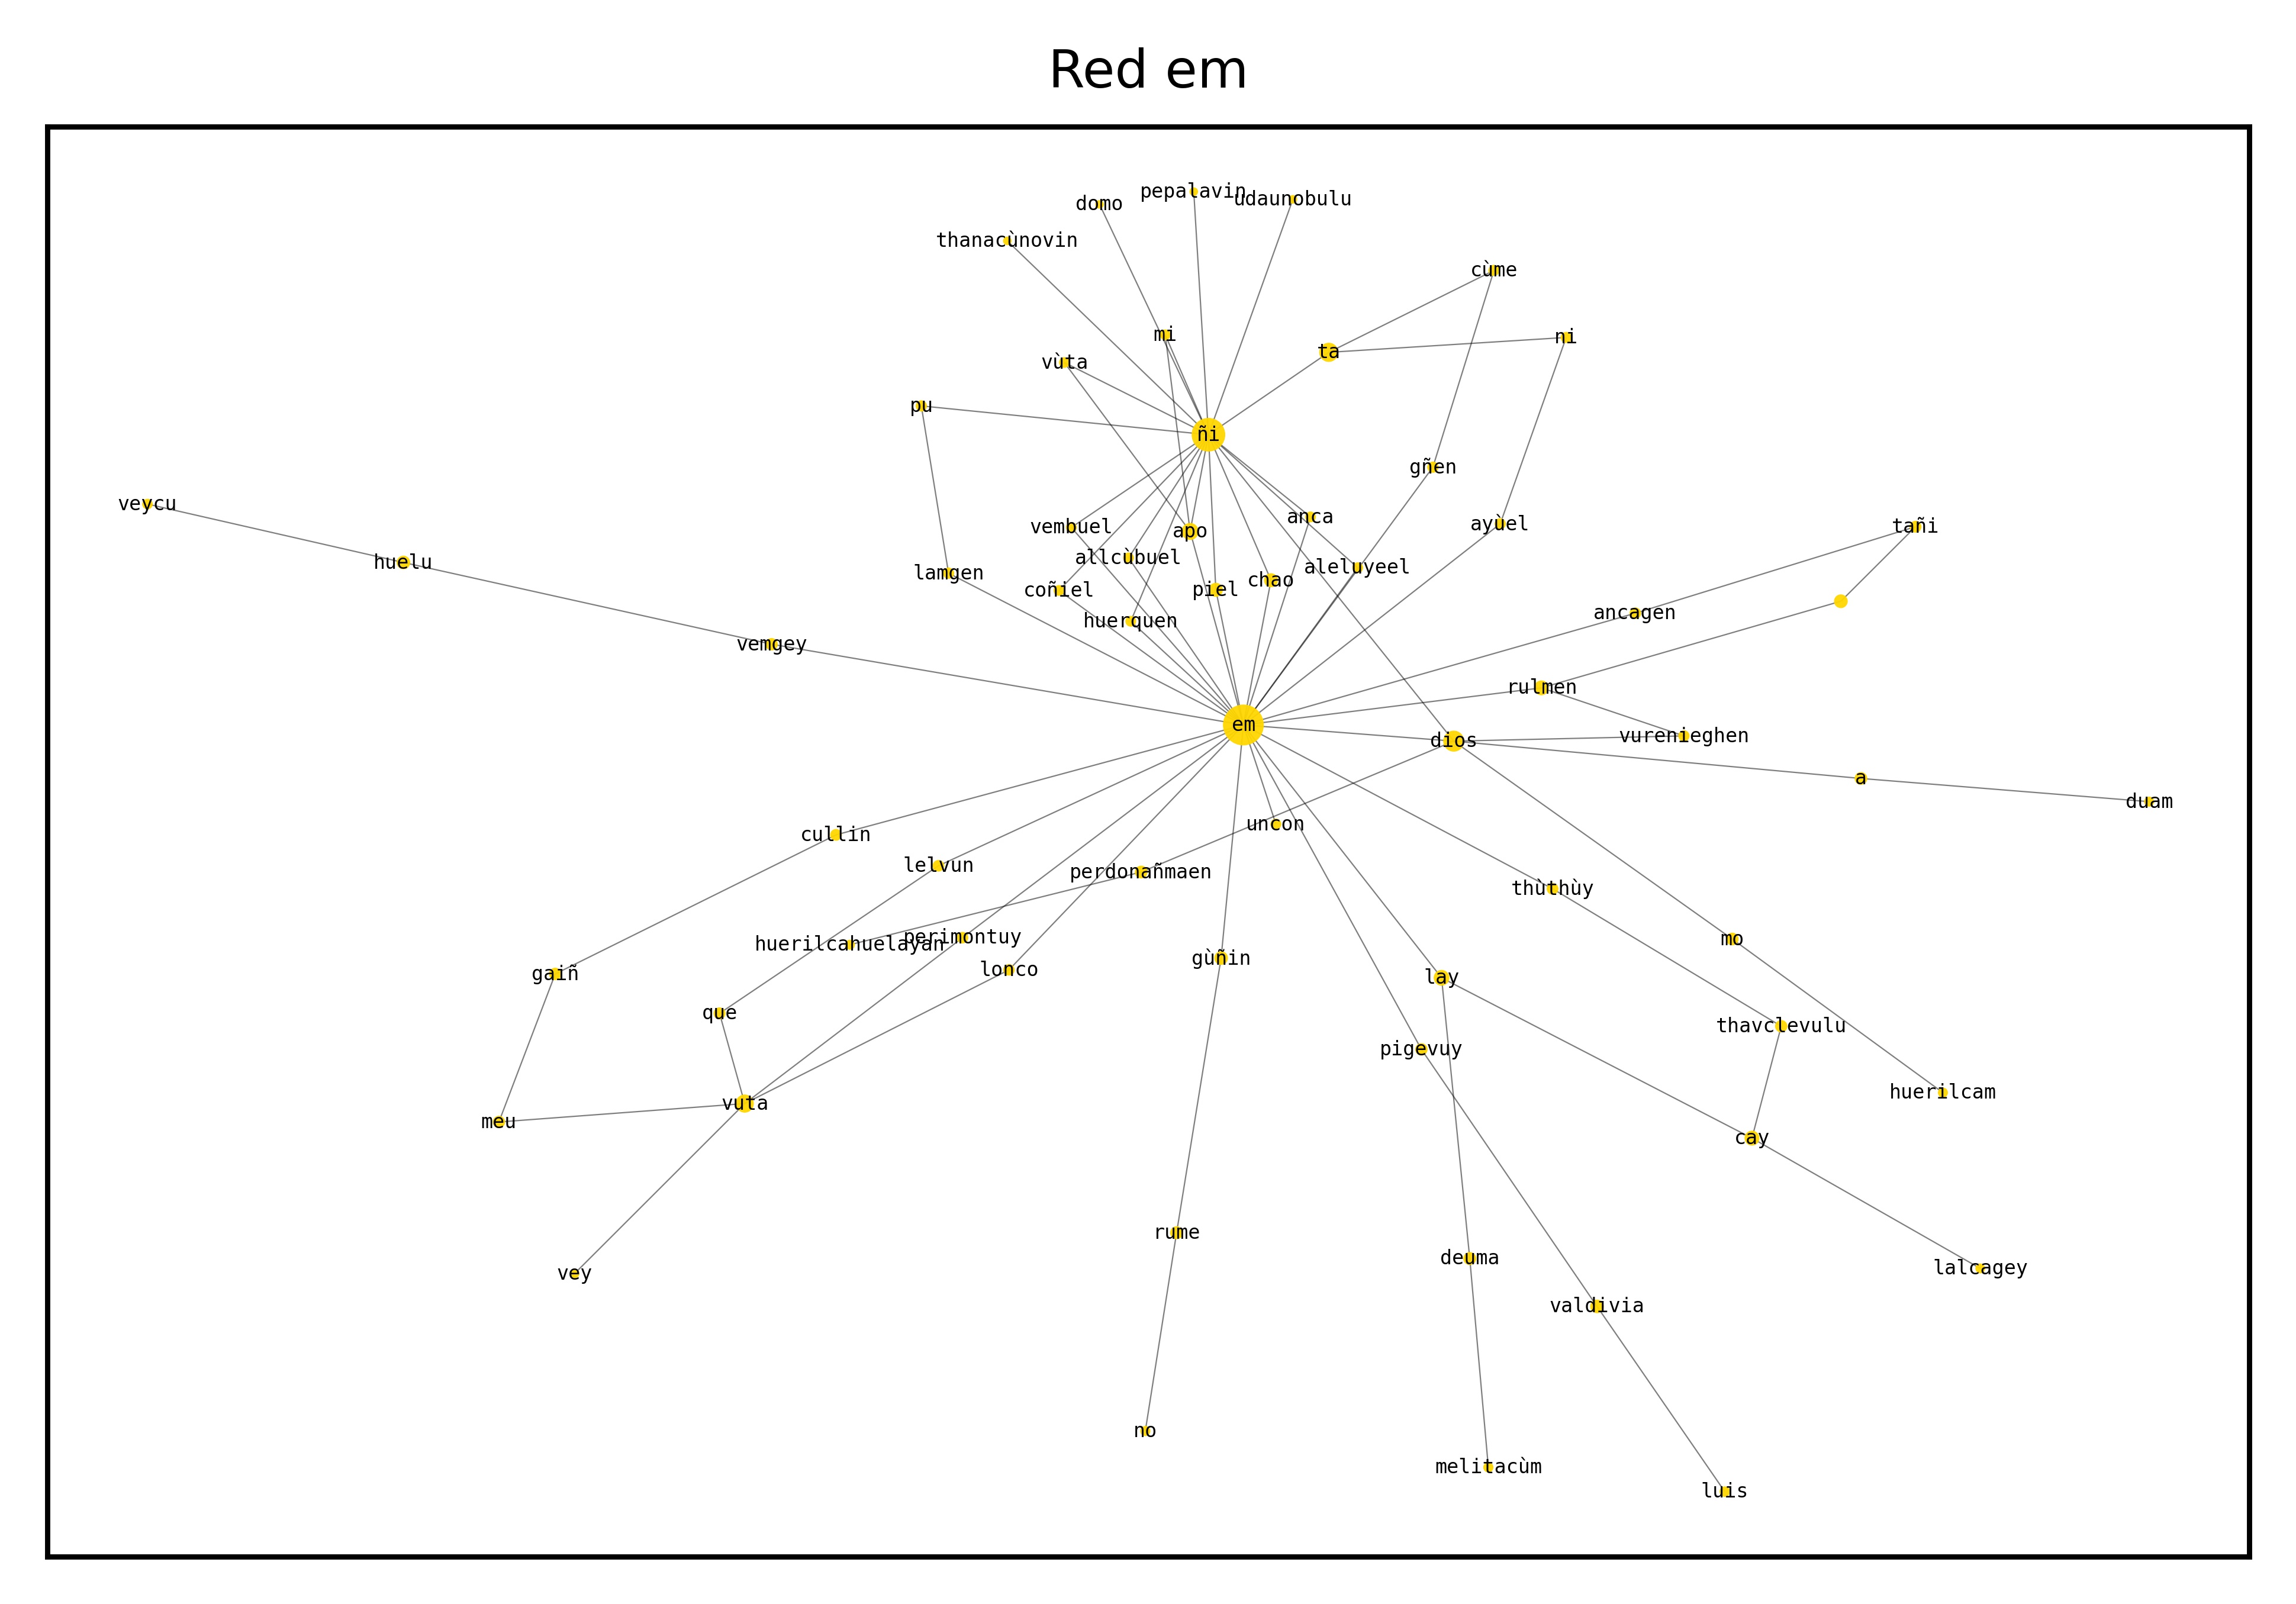 Red em
pepalavin
udaunobulu
domo
thanacùnovin
cùme
mi
ni
ta
vùta
pu
ñi
gñen
veycu
anca
ayùel
tañi
vembuel
apo
allcùbuel
huelu
aleluyeel
lamgen
chao
coñiel
piel
ancagen
huerquen
vemgey
rulmen
em
vurenieghen
dios
a
duam
uncon
cullin
lelvun
perdonañmaen
thùthùy
perimontuy
mo
huerilcahuelayan
gùñin
lonco
gaiñ
lay
que
thavclevulu
pigevuy
huerilcam
vuta
meu
cay
rume
deuma
lalcagey
vey
valdivia
no
melitacùm
luis